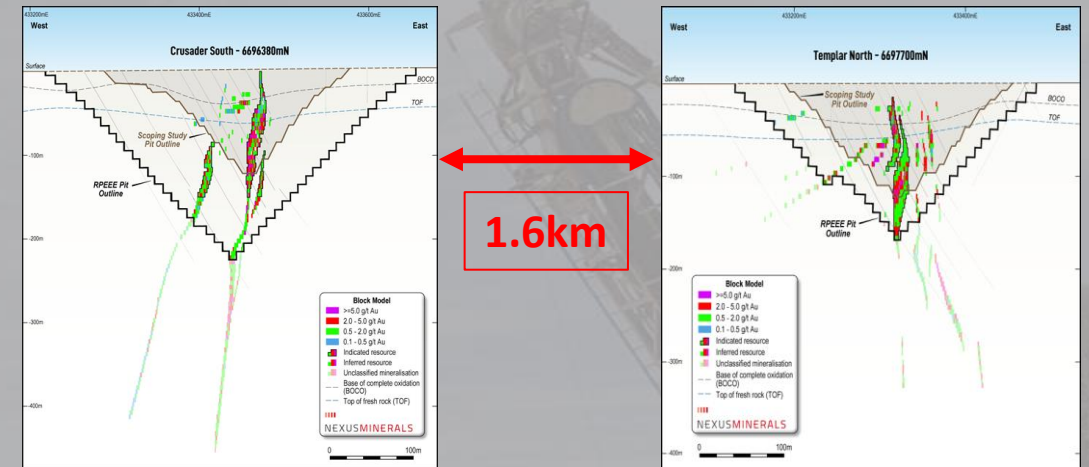 433200mE
433400mE
433600mE
West
East
Crusader South - 6696380mN
Surface
BOCO
TOF
Scoping Study
Pit Outline
-100m
RPEEE Pit
Outline
-200m
-300m
-400m
Block Model
>=5.0 g/t Au
2.0 - 5.0 g/t Au
0.5 - 2.0 g/t Au
0.1 - 0.5 g/t Au
Indicated resource
Inferred resource
Unclassified mineralisation
Base of complete oxidation
(BOCO)
Top of fresh rock (TOF)
NEXUSMINERALS
0 100m
1.6km
433200mE
433400mE
West
East
Templar North - 6697700mN
Surface
Scoping Study
Pit Outline
BOCO
TOF
-100m
RPEEE Pit
Outline
-200m
-300m
-400m
Block Model
>=5.0 g/t Au
2.0 - 5.0 g/t Au
0.5 - 2.0 g/t Au
0.1 - 0.5 g/t Au
Indicated resource
Inferred resource
Unclassified mineralisation
Base of complete oxidation
(BOCO)
Top of fresh rock (TOF)
NEXUSMINERALS
0 100m